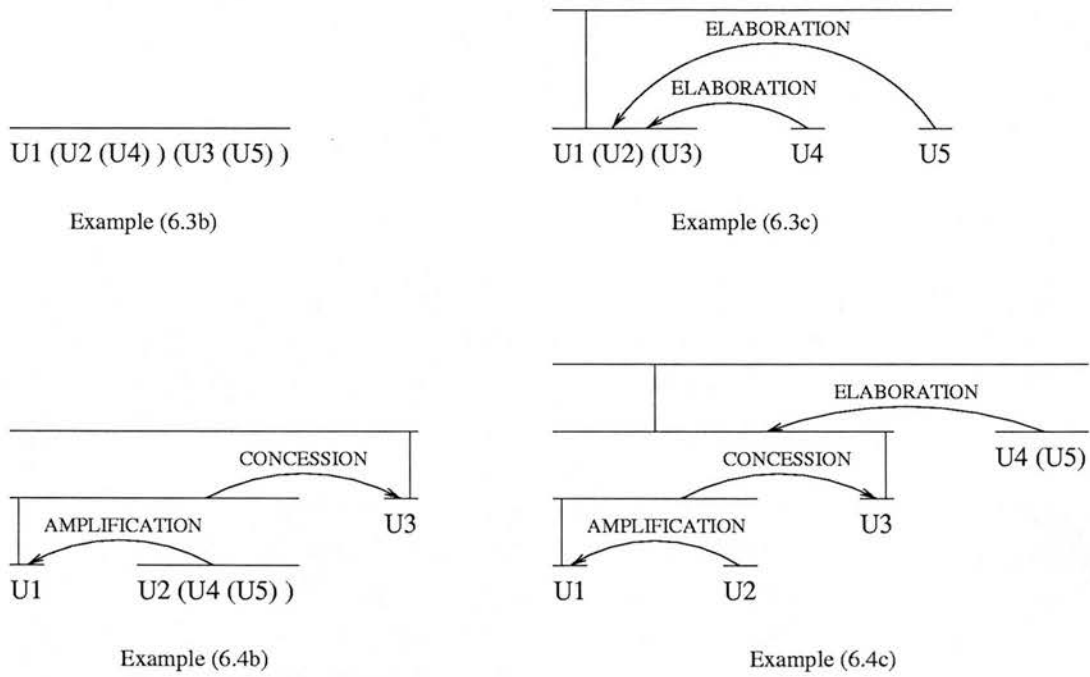 U1 (U2 (U4) ) (U3 (U5) )
Example (6.3b)
ELABORATION
ELABORATION
U1 (U2) (U3) U4 U5
Example (6.3c)
CONCESSION
U3
AMPLIFICATION
U1 U2 (U4 (U5) )
Example (6.4b)
ELABORATION
U4 (U5)
CONCESSION
U3
AMPLIFICATION
U1 U2
Example (6.4c)